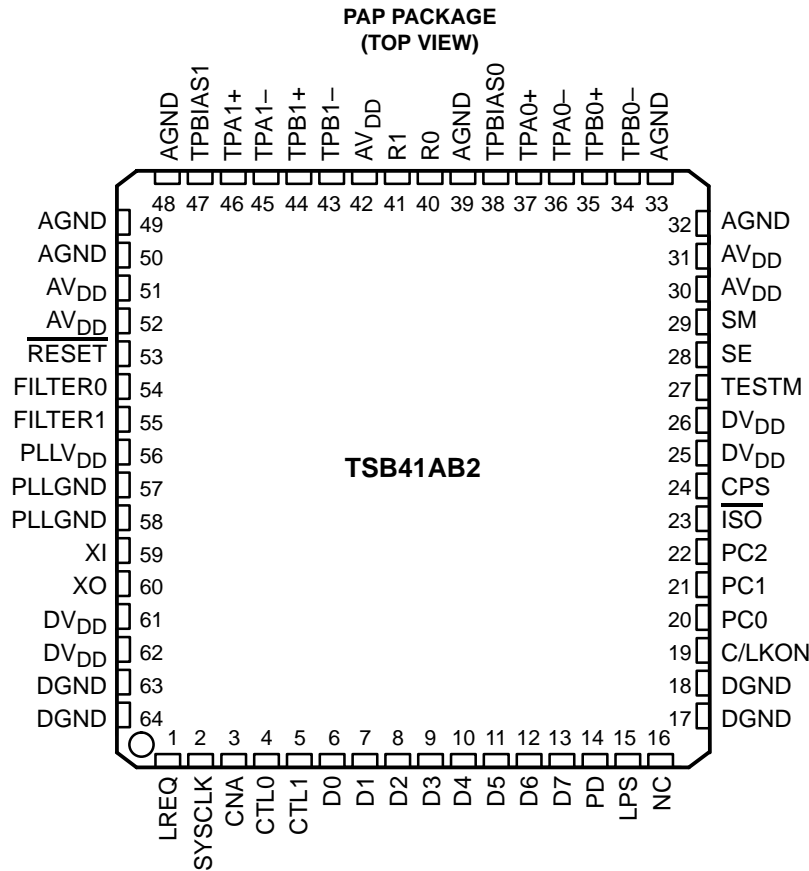 PAP PACKAGE
(TOP VIEW)
AGND
TPBIAS1
TPA1+
TPA1–
TPB1+
TPB1–
AVDD
R1
R0
AGND
TPBIAS0
TPA0+
TPA0–
TPB0+
TPB0–
AGND
48 47 46 45 44 43 42 41 40 39 38 37 36 35 34 33
AGND 49
AGND 50
AVDD 51
AVDD 52
RESET 53
FILTER0 54
FILTER1 55
PLLVDD 56
PLLGND 57
PLLGND 58
XI 59
XO 60
DVDD 61
DVDD 62
DGND 63
DGND 64
TSB41AB2
32 AGND
31 AVDD
30 AVDD
29 SM
28 SE
27 TESTM
26 DVDD
25 DVDD
24 CPS
23 ISO
22 PC2
21 PC1
20 PC0
19 C/LKON
18 DGND
17 DGND
1 2 3 4 5 6 7 8 9 10 11 12 13 14 15 16
LREQ
SYSCLK
CNA
CTL0
CTL1
D0
D1
D2
D3
D4
D5
D6
D7
PD
LPS
NC